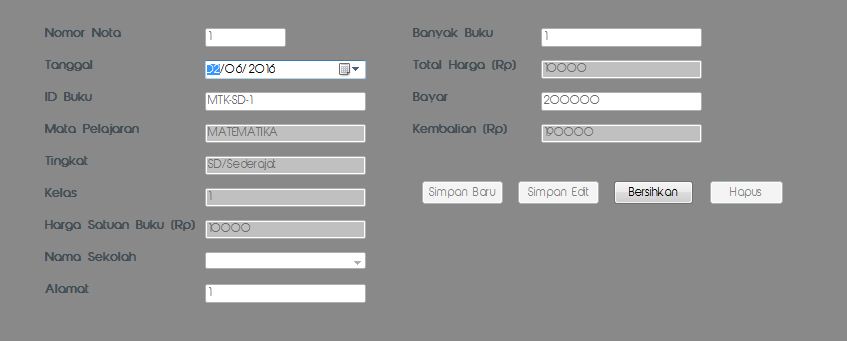 Nomor Nota 1
Tanggal 02/06/2016
ID Buku MTK-SD-1
Mata Pelajaran MATEMATIKA
Tingkat SD/Sederajat
Kelas 1
Harga Satuan Buku (Rp) 10000
Nama Sekolah
Alamat 1
Banyak Buku 1
Total Harga (Rp) 10000
Bayar 200000
Kembalian (Rp) 190000
Simpan Baru Simpan Edit Bersihkan Hapus